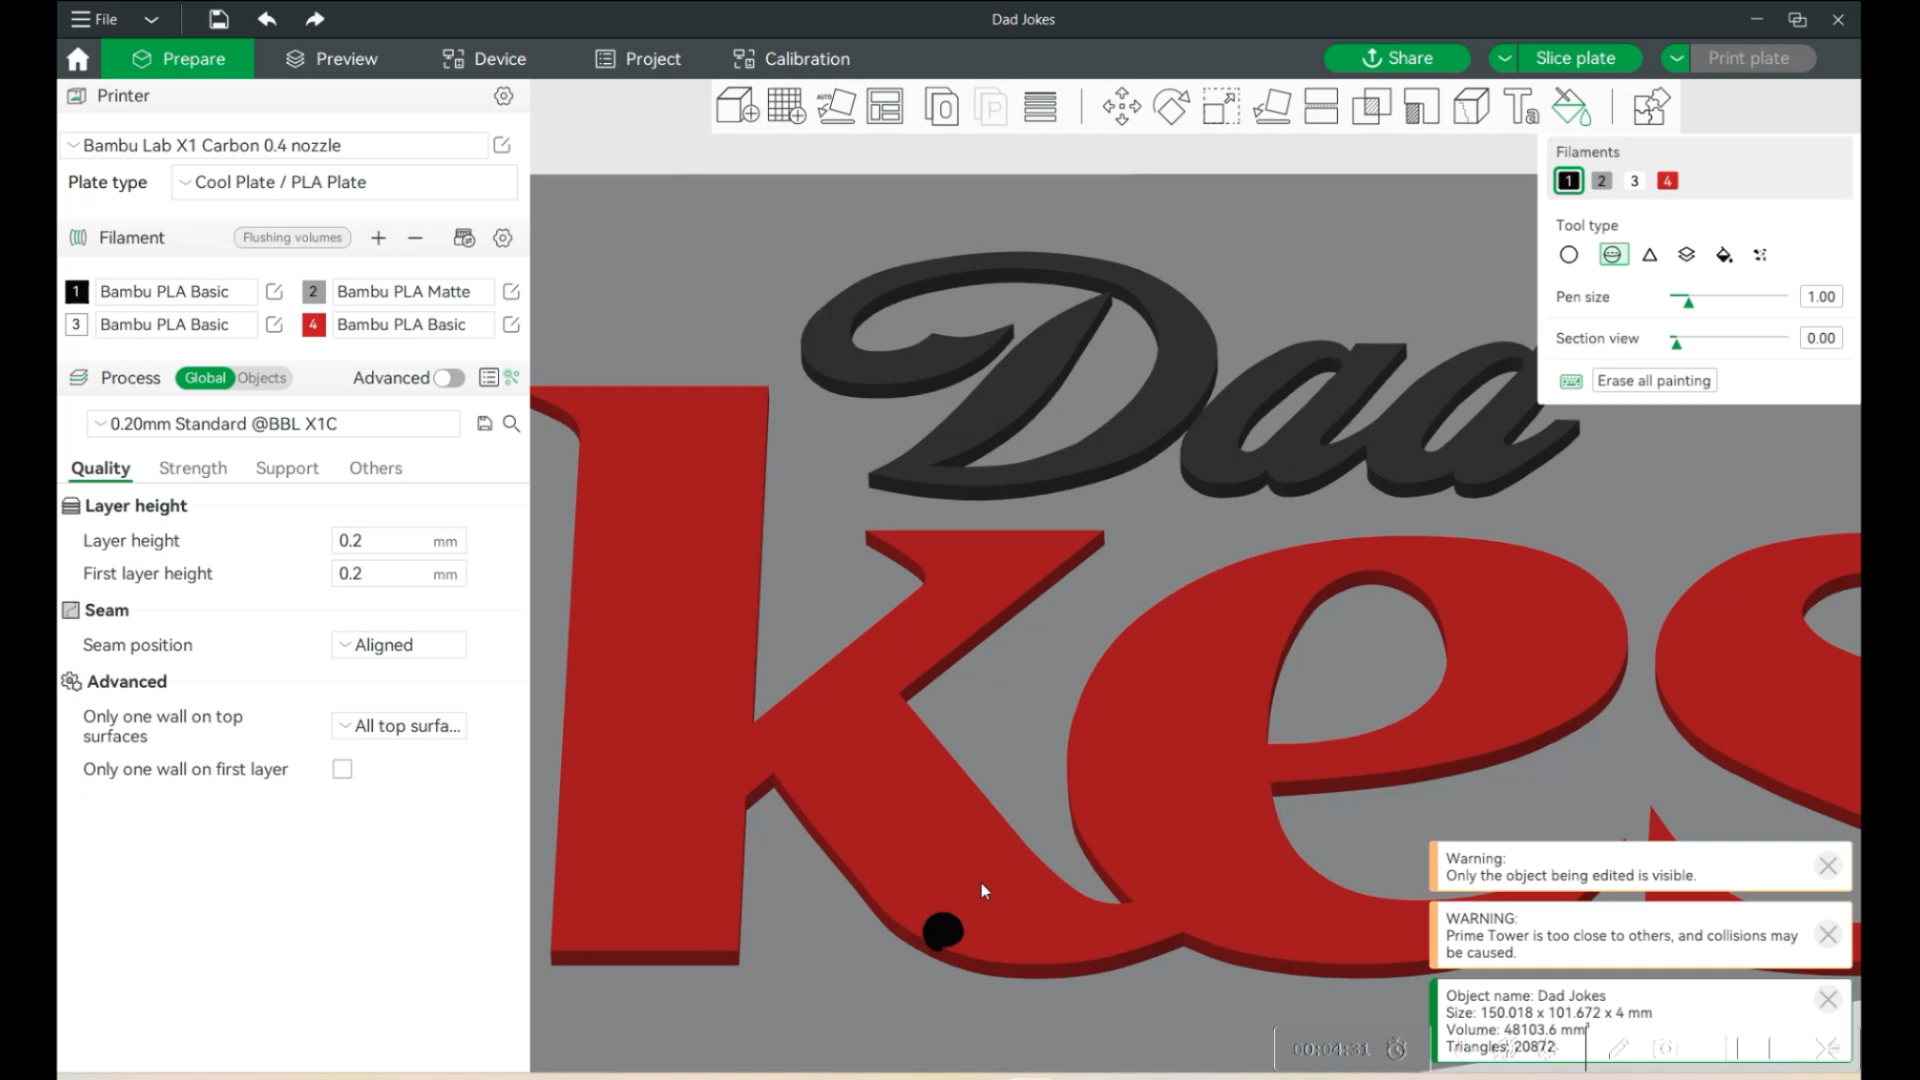 File
Dad Jokes
Prepare
Preview
Device
Project
Calibration
Share
Slice plate
Print plate
Printer
Bambu Lab X1 Carbon 0.4 nozzle
Plate type
Cool Plate / PLA Plate
Filament
Flushing volumes
1 Bambu PLA Basic
2 Bambu PLA Matte
3 Bambu PLA Basic
4 Bambu PLA Basic
Process
Global
Objects
Advanced
0.20mm Standard @BBL X1C
Quality
Strength
Support
Others
Layer height
Layer height 0.2 mm
First layer height 0.2 mm
Seam
Seam position Aligned
Advanced
Only one wall on top
surfaces
All top surfa...
Only one wall on first layer
AUTO
O
P
Ta
Filaments
1 2 3 4
Tool type
Pen size 1.00
Section view 0.00
Erase all painting
Dad
kes
Warning:
Only the object being edited is visible.
WARNING:
Prime Tower is too close to others, and collisions may
be caused.
Object name: Dad Jokes
Size: 150.018 x 101.672 x 4 mm
Volume: 48103.6 mm³
Triangles: 20872
00:04:31